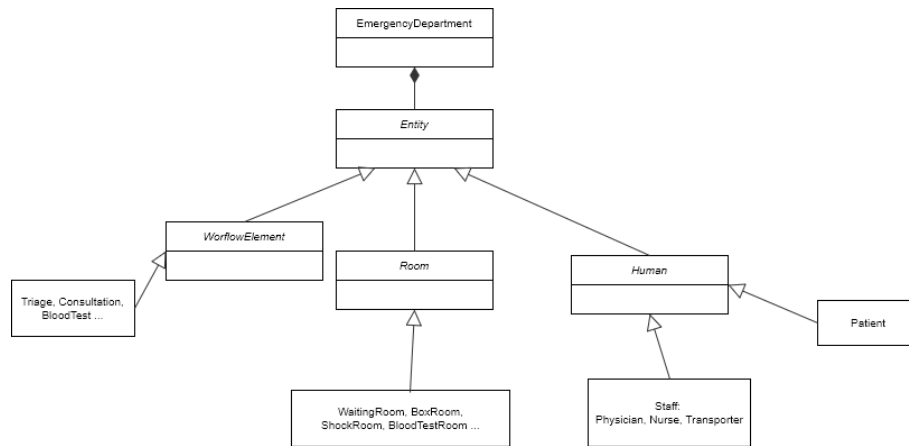 EmergencyDepartment
Entity
WorflowElement
Room
Human
Triage, Consultation,
BloodTest ...
Patient
WaitingRoom, BoxRoom,
ShockRoom, BloodTestRoom ...
Staff:
Physician, Nurse, Transporter